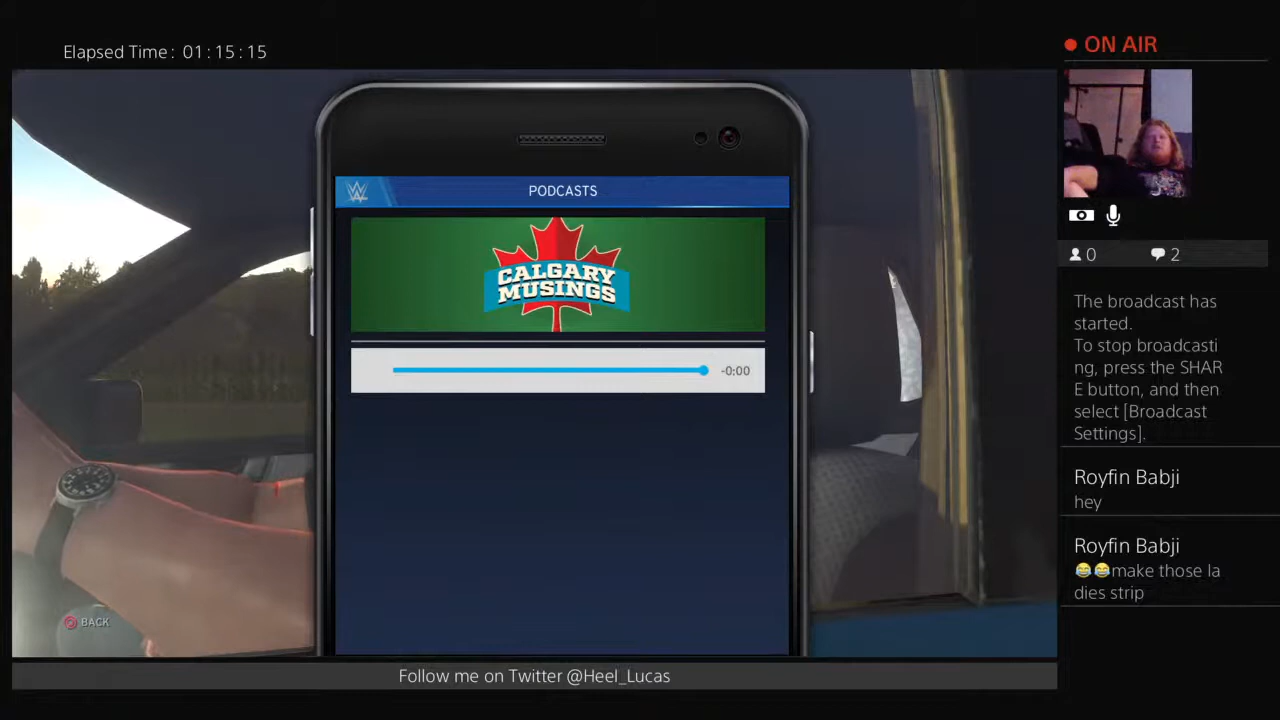 Elapsed Time: 01:15:15
ON AIR
PODCASTS
CALGARY
MUSINGS
-0:00
BACK
0
2
The broadcast has
started.
To stop broadcasti
ng, press the SHAR
E button, and then
select [Broadcast
Settings].
Royfin Babji
hey
Royfin Babji
😂😂make those la
dies strip
Follow me on Twitter @Heel_Lucas